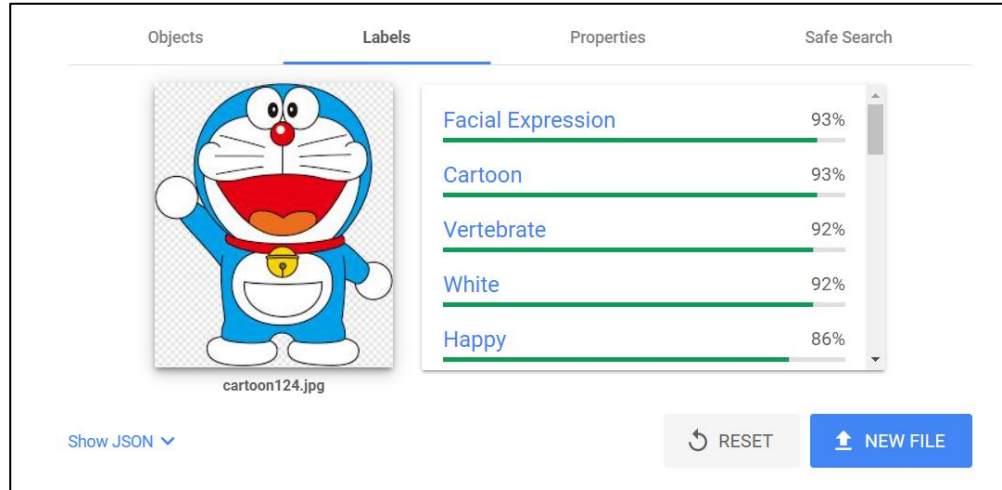 Objects Labels Properties Safe Search
Facial Expression 93%
Cartoon 93%
Vertebrate 92%
White 92%
Happy 86%
cartoon124.jpg
Show JSON
RESET
NEW FILE